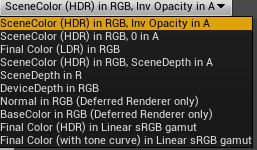 SceneColor (HDR) in RGB, Inv Opacity in A
SceneColor (HDR) in RGB, Inv Opacity in A
SceneColor (HDR) in RGB, 0 in A
Final Color (LDR) in RGB
SceneColor (HDR) in RGB, SceneDepth in A
SceneDepth in R
DeviceDepth in RGB
Normal in RGB (Deferred Renderer only)
BaseColor in RGB (Deferred Renderer only)
Final Color (HDR) in Linear sRGB gamut
Final Color (with tone curve) in Linear sRGB gamut